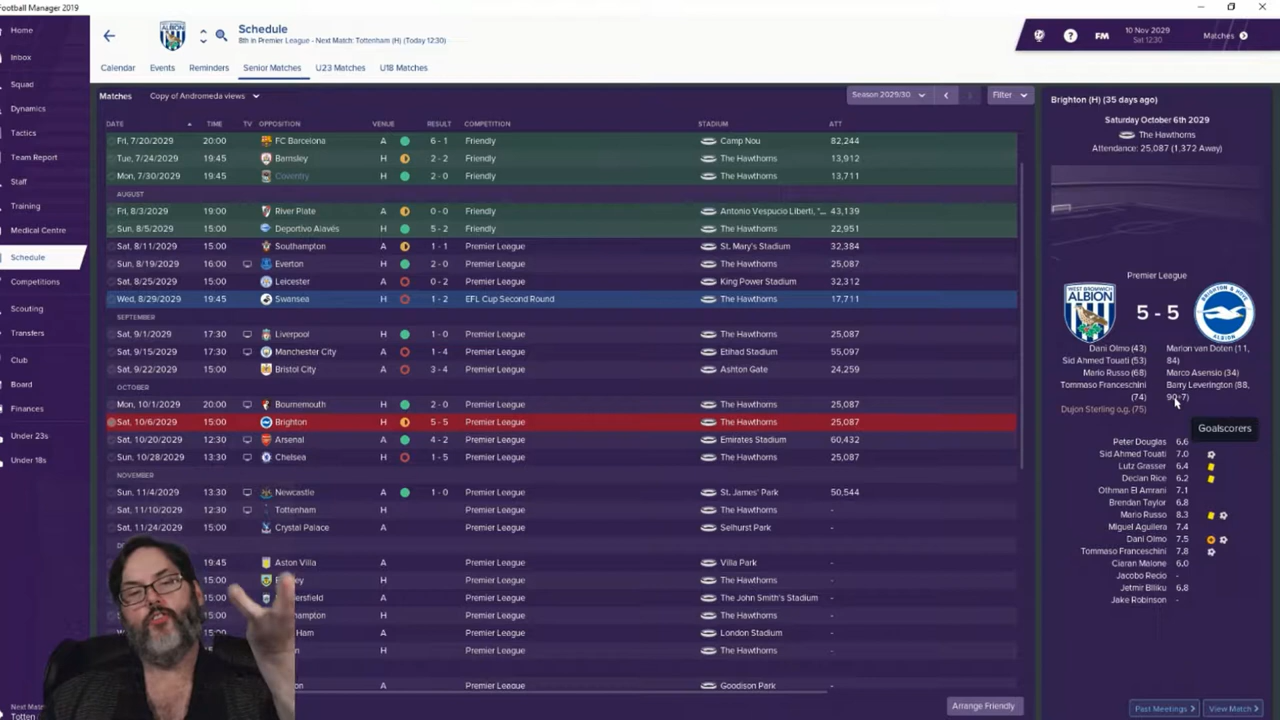 Football Manager 2019
Schedule
8th in Premier League - Next Match: Tottenham (H) (Today 12:30)
10 Nov 2029
Sat 12:30
FM
Matches
Home
Inbox
Squad
Dynamics
Tactics
Team Report
Staff
Training
Medical Centre
Schedule
Competitions
Scouting
Transfers
Club
Board
Finances
Under 23s
Under 18s
Calendar Events Reminders Senior Matches U23 Matches U18 Matches
Matches Copy of Andromeda views
Season 2029/30 Filter
DATE TIME TV OPPOSITION VENUE RESULT COMPETITION STADIUM ATT
Fri, 7/20/2029 20:00 FC Barcelona A 6-1 Friendly Camp Nou 82,244
Tue, 7/24/2029 19:45 Barnsley H 2-2 Friendly The Hawthorns 13,912
Mon, 7/30/2029 19:45 Coventry H 2-0 Friendly The Hawthorns 13,711
AUGUST
Fri, 8/3/2029 19:00 River Plate A 0-0 Friendly Antonio Vespucio Liberti, "... 43,139
Sun, 8/5/2029 15:00 Deportivo Alavés H 5-2 Friendly The Hawthorns 22,951
Sat, 8/11/2029 15:00 Southampton A 1-1 Premier League St. Mary's Stadium 32,384
Sun, 8/19/2029 16:00 Everton H 2-0 Premier League The Hawthorns 25,087
Sat, 8/25/2029 15:00 Leicester A 0-2 Premier League King Power Stadium 32,312
Wed, 8/29/2029 19:45 Swansea H 1-2 EFL Cup Second Round The Hawthorns 17,711
SEPTEMBER
Sat, 9/1/2029 17:30 Liverpool H 1-0 Premier League The Hawthorns 25,087
Sat, 9/15/2029 17:30 Manchester City A 1-4 Premier League Etihad Stadium 55,097
Sat, 9/22/2029 15:00 Bristol City A 3-4 Premier League Ashton Gate 24,259
OCTOBER
Mon, 10/1/2029 20:00 Bournemouth H 2-0 Premier League The Hawthorns 25,087
Sat, 10/6/2029 15:00 Brighton H 5-5 Premier League The Hawthorns 25,087
Sat, 10/20/2029 12:30 Arsenal A 4-2 Premier League Emirates Stadium 60,432
Sun, 10/28/2029 13:30 Chelsea H 1-5 Premier League The Hawthorns 25,087
NOVEMBER
Sun, 11/4/2029 13:30 Newcastle A 1-0 Premier League St. James' Park 50,544
Sat, 11/10/2029 12:30 Tottenham H Premier League The Hawthorns -
Sat, 11/24/2029 15:00 Crystal Palace A Premier League Selhurst Park -
19:45 Aston Villa A Premier League Villa Park -
15:00 H Premier League The Hawthorns -
15:00 A Premier League The John Smith's Stadium -
H Premier League The Hawthorns -
Ham A Premier League London Stadium -
H Premier League The Hawthorns -
A Premier League Goodison Park -
Arrange Friendly
Next Mat
Totten
Brighton (H) (35 days ago)
Saturday October 6th 2029
The Hawthorns
Attendance: 25,087 (1,372 Away)
Premier League
WEST BROMWICH
ALBION
5 - 5
BRIGHTON & HOVE
ALBION
Dani Olmo (43)
Sid Ahmed Touati (53)
Mario Russo (68)
Tommaso Franceschini
(74)
Dujon Sterling o.g. (75)
Marlon van Doten (11,
84)
Marco Asensio (34)
Barry Leverington (88,
90+7)
Goalscorers
Peter Douglas 6.6
Sid Ahmed Touati 7.0
Lutz Grasser 6.4
Declan Rice 6.2
Othman El Amrani 7.1
Brendan Taylor 6.8
Mario Russo 8.3
Miguel Aguilera 7.4
Dani Olmo 7.5
Tommaso Franceschini 7.8
Ciaran Malone 6.0
Jacobo Recio -
Jetmir Bliku 6.8
Jake Robinson -
Past Meetings
View Match